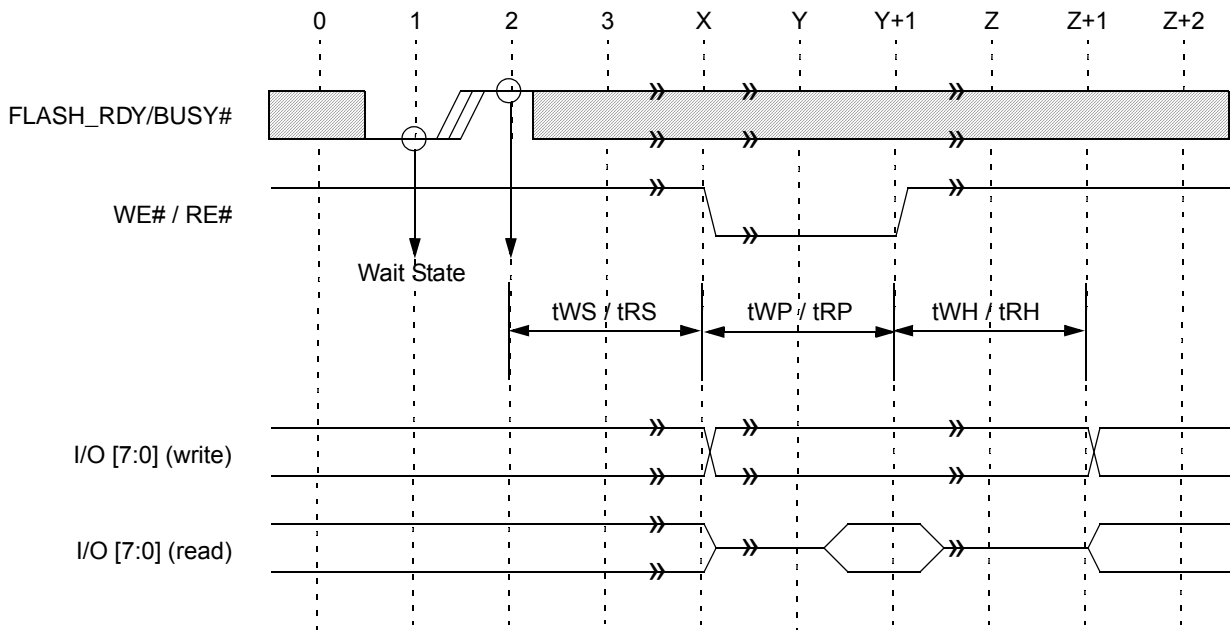 0 1 2 3 X Y Y+1 Z Z+1 Z+2
FLASH_RDY/BUSY#
WE# / RE#
Wait State
tWS / tRS tWP / tRP tWH / tRH
I/O [7:0] (write)
I/O [7:0] (read)